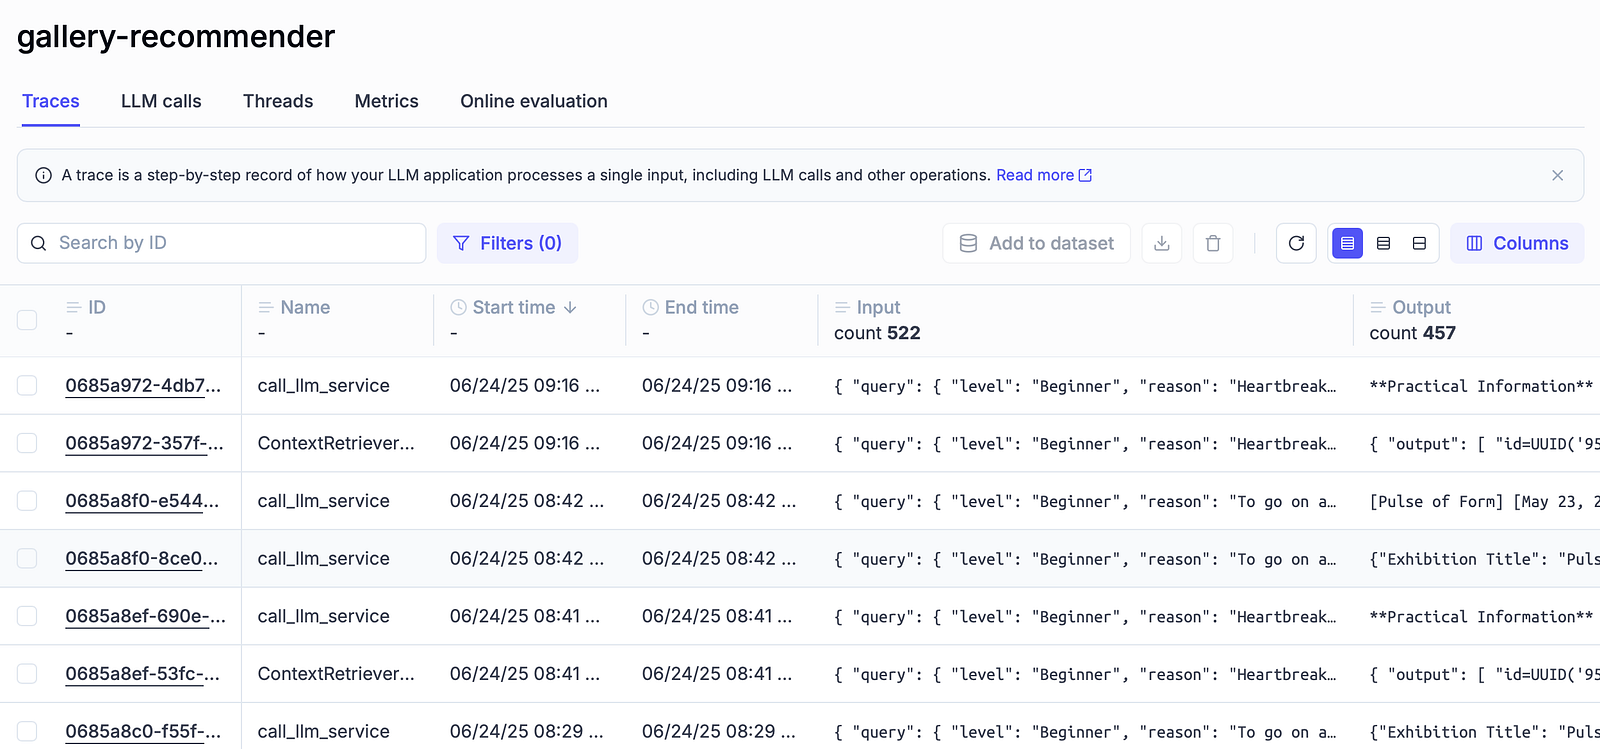 gallery-recommender
Traces LLM calls Threads Metrics Online evaluation
A trace is a step-by-step record of how your LLM application processes a single input, including LLM calls and other operations. Read more
Search by ID Filters (0) Add to dataset Columns
ID Name Start time End time Input Output
- - - - count 522 count 457
0685a972-4db7... call_llm_service 06/24/25 09:16 ... 06/24/25 09:16 ... { "query": { "level": "Beginner", "reason": "Heartbreak… **Practical Information**
0685a972-357f-... ContextRetriever... 06/24/25 09:16 ... 06/24/25 09:16 ... { "query": { "level": "Beginner", "reason": "Heartbreak… { "output": [ "id=UUID('95
0685a8f0-e544... call_llm_service 06/24/25 08:42 ... 06/24/25 08:42 ... { "query": { "level": "Beginner", "reason": "To go on a… [Pulse of Form] [May 23, 2
0685a8f0-8ce0... call_llm_service 06/24/25 08:42 ... 06/24/25 08:42 ... { "query": { "level": "Beginner", "reason": "To go on a… {"Exhibition Title": "Puls
0685a8ef-690e-... call_llm_service 06/24/25 08:41 ... 06/24/25 08:41 ... { "query": { "level": "Beginner", "reason": "Heartbreak… **Practical Information**
0685a8ef-53fc-... ContextRetriever... 06/24/25 08:41 ... 06/24/25 08:41 ... { "query": { "level": "Beginner", "reason": "Heartbreak… { "output": [ "id=UUID('95
0685a8c0-f55f-... call_llm_service 06/24/25 08:29 ... 06/24/25 08:29 ... { "query": { "level": "Beginner", "reason": "To go on a… {"Exhibition Title": "Puls